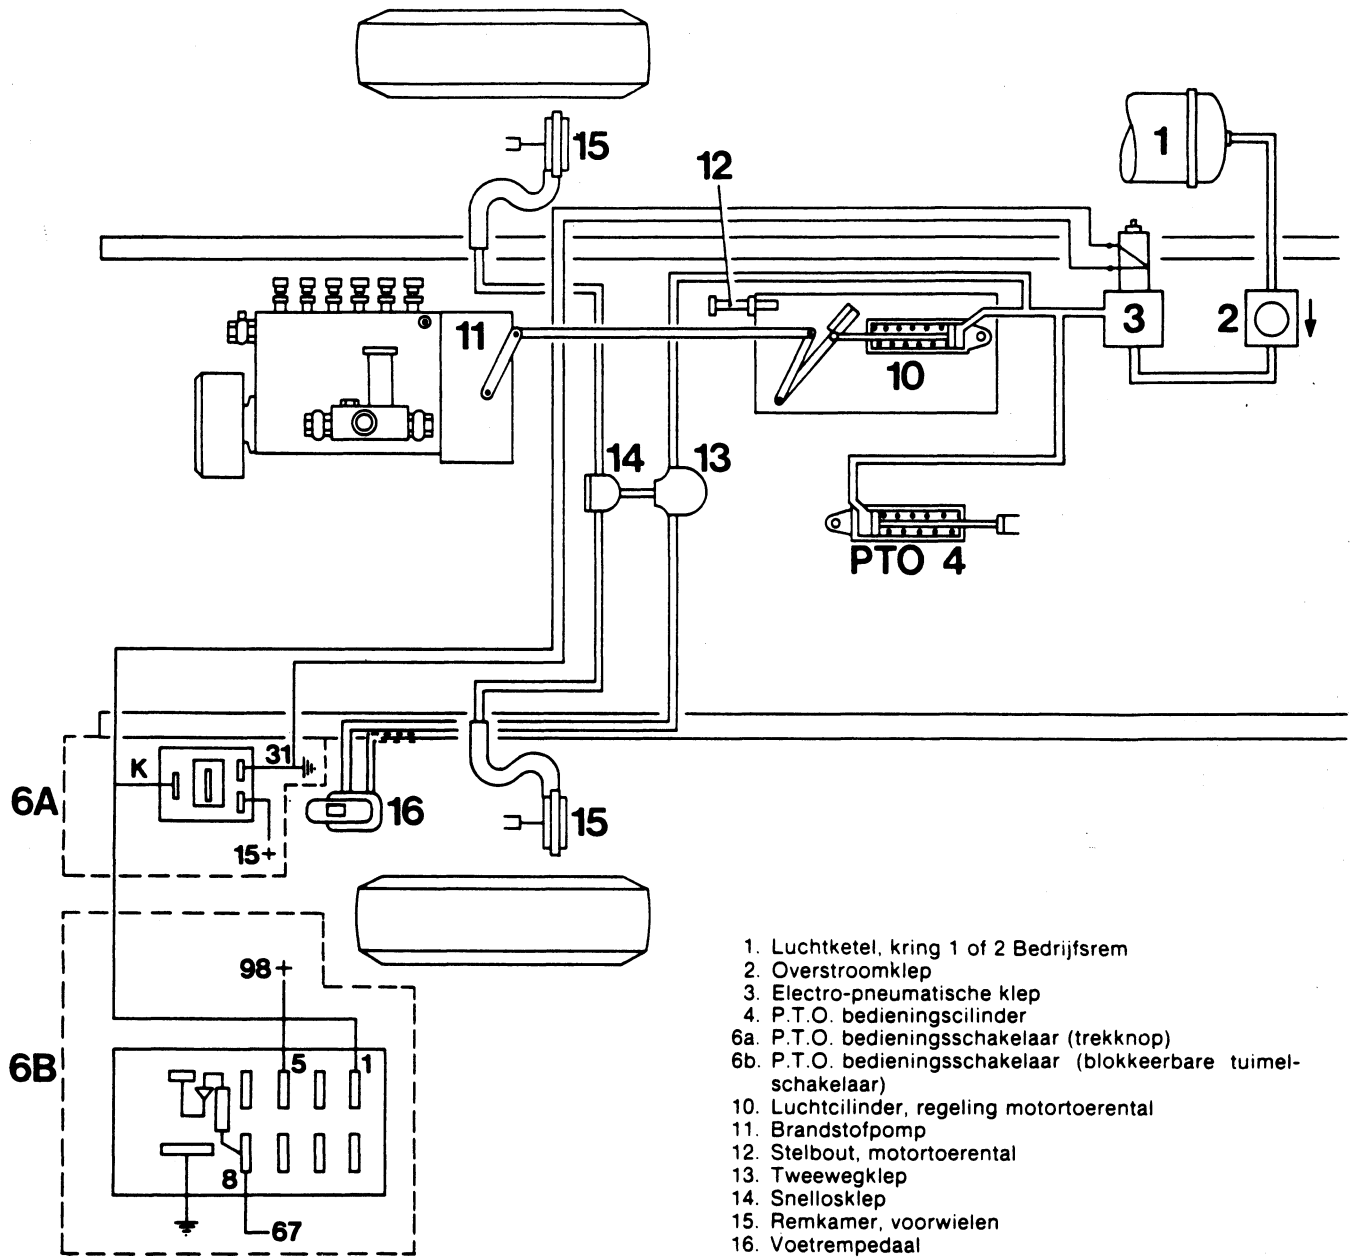 15
12
1
11
3
2
10
14
13
PTO 4
K
31
6A
16
15
15+
98+
6B
5
1
8
67
1. Luchtketel, kring 1 of 2 Bedrijfsrem
2. Overstroomklep
3. Electro-pneumatische klep
4. P.T.O. bedieningscilinder
6a. P.T.O. bedieningsschakelaar (trekknop)
6b. P.T.O. bedieningsschakelaar (blokkeerbare tuimel-
schakelaar)
10. Luchtcilinder, regeling motortoerental
11. Brandstofpomp
12. Stelbout, motortoerental
13. Tweewegklep
14. Snellosklep
15. Remkamer, voorwielen
16. Voetrempedaal